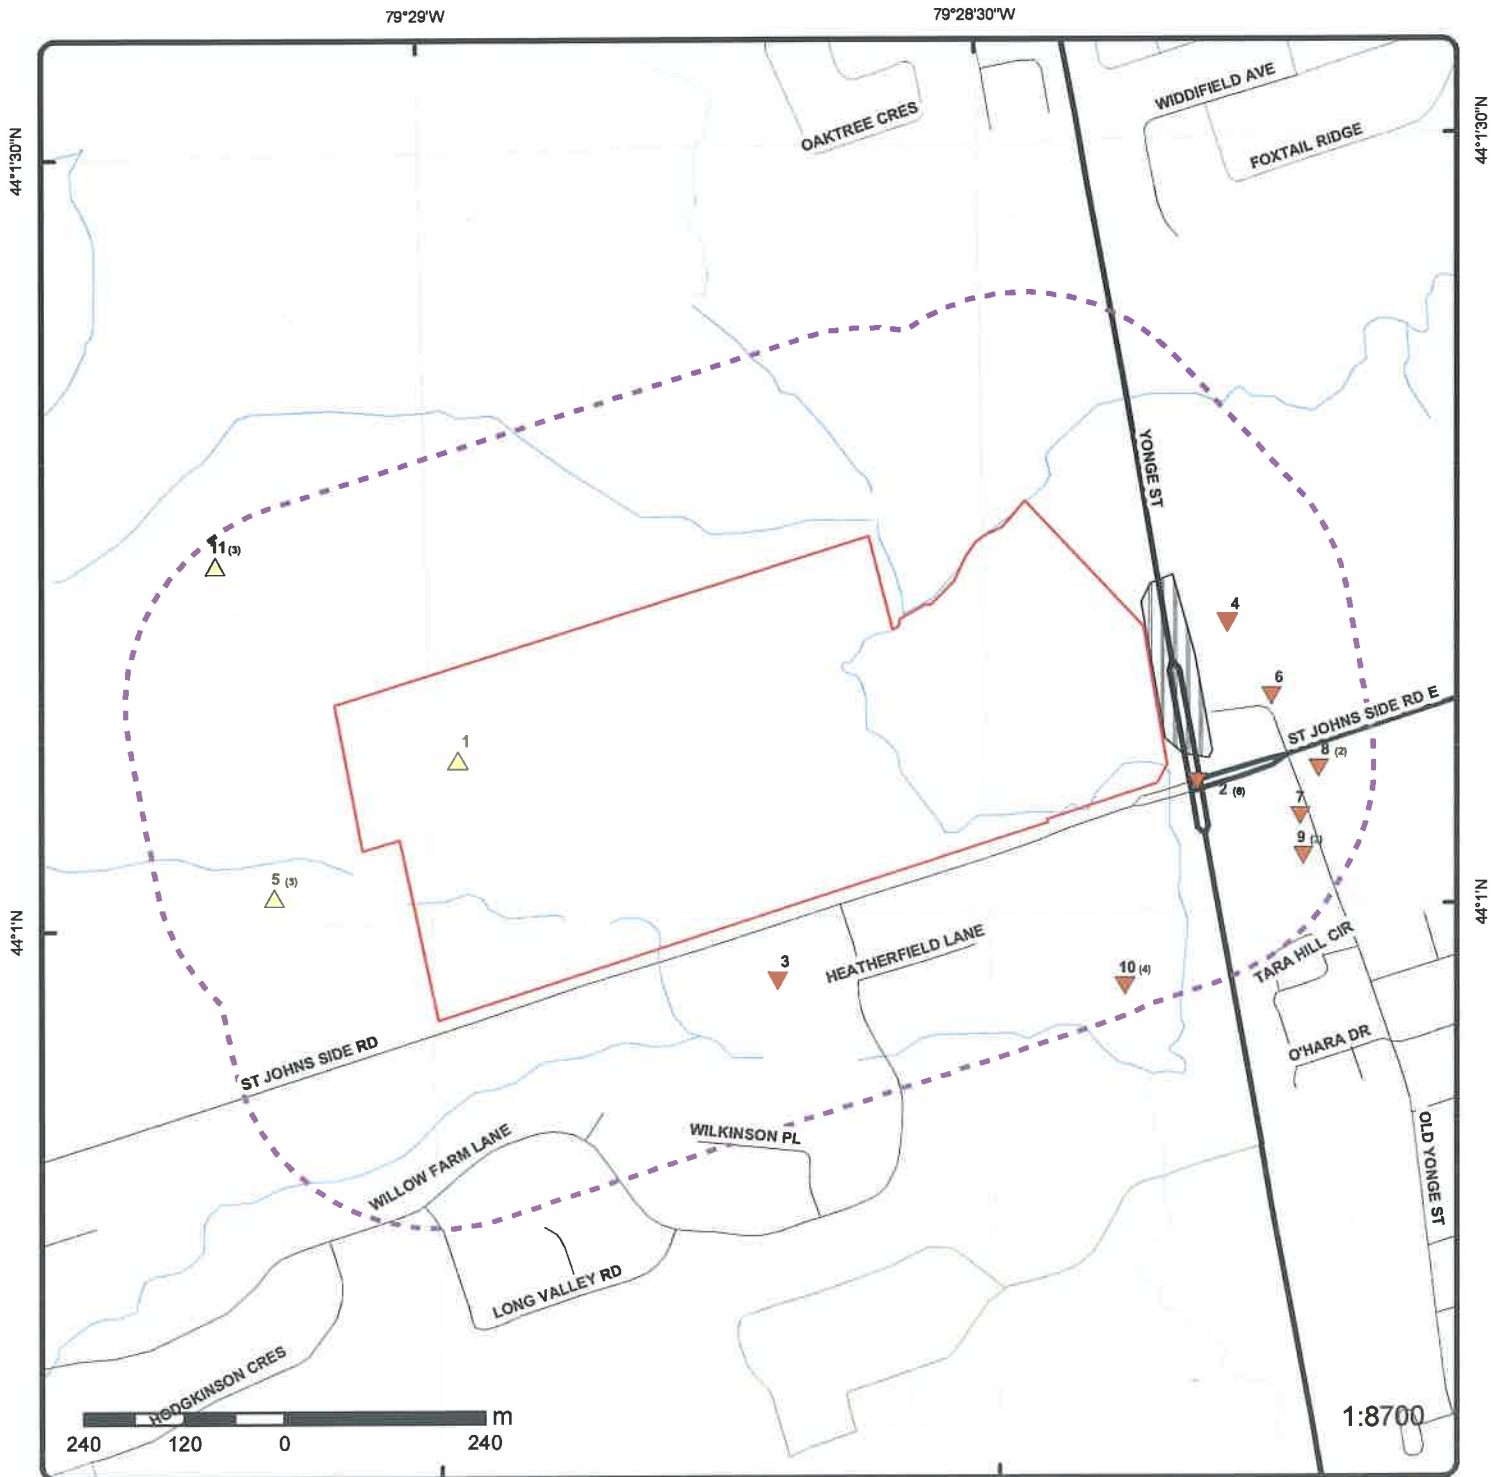 79°29'W
79°28'30"W
44°1'30"N
44°1'30"N
WIDDIFIELD AVE
OAKTREE CRES
FOXTAIL RIDGE
YONGE ST
11 (3)
4
6
ST JOHNS SIDE RD E
1
8 (2)
2 (6)
7
9
5 (3)
44°1'N
44°1'N
HEATHERFIELD LANE
TARA HILL CIR
3
10 (4)
O'HARA DR
ST JOHNS SIDE RD
WILLOW FARM LANE
WILKINSON PL
OLD YONGE ST
LONG VALLEY RD
HODGKINSON CRES
m
1:8700
240 120 0 240